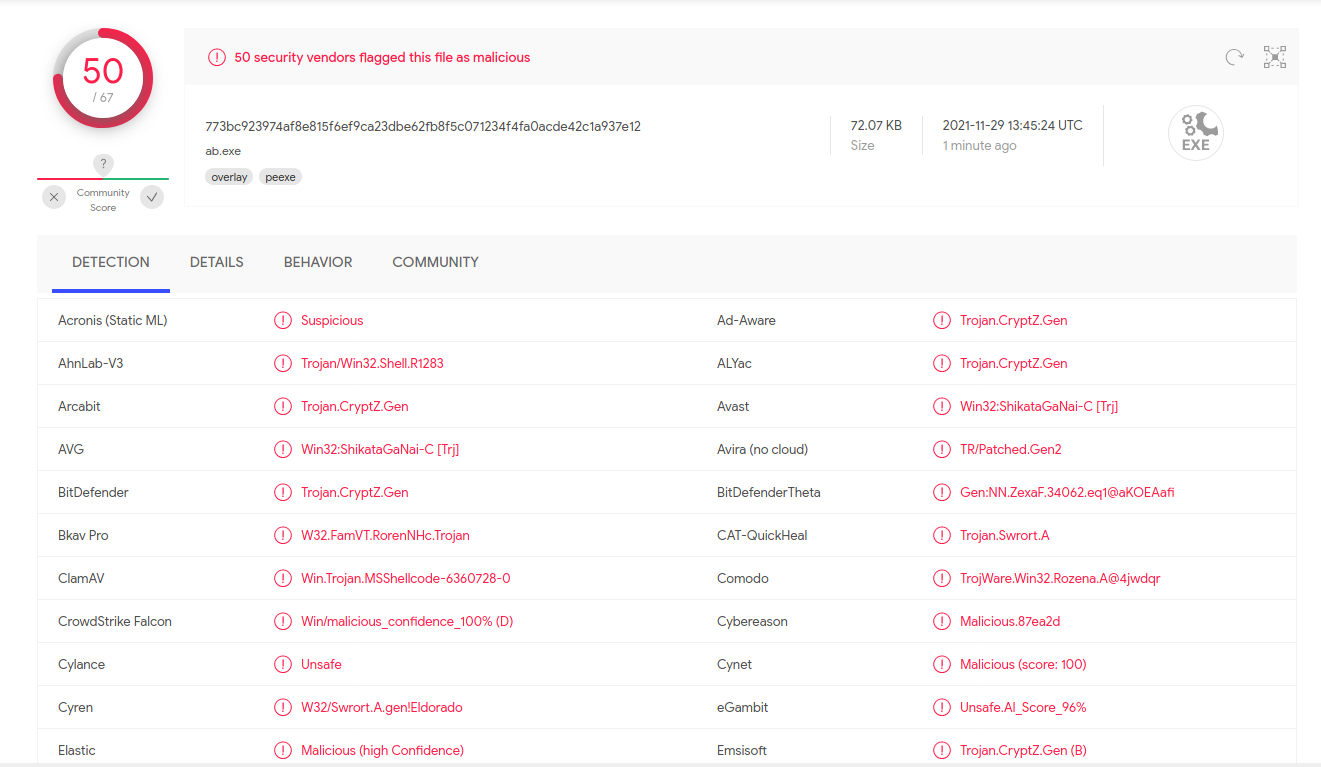 50
/ 67
50 security vendors flagged this file as malicious
773bc923974af8e815f6ef9ca23dbe62fb8f5c071234f4fa0acde42c1a937e12
ab.exe
overlay peexe
72.07 KB
Size
2021-11-29 13:45:24 UTC
1 minute ago
EXE
?
Community
Score
DETECTION DETAILS BEHAVIOR COMMUNITY
Acronis (Static ML) Suspicious Ad-Aware Trojan.CryptZ.Gen
AhnLab-V3 Trojan/Win32.Shell.R1283 ALYac Trojan.CryptZ.Gen
Arcabit Trojan.CryptZ.Gen Avast Win32:ShikataGaNai-C [Trj]
AVG Win32:ShikataGaNai-C [Trj] Avira (no cloud) TR/Patched.Gen2
BitDefender Trojan.CryptZ.Gen BitDefenderTheta Gen:NN.ZexaF.34062.eq1@aKOEAafi
Bkav Pro W32.FamVT.RorenNHc.Trojan CAT-QuickHeal Trojan.Swrort.A
ClamAV Win.Trojan.MSShellcode-6360728-0 Comodo TrojWare.Win32.Rozena.A@4jwdqr
CrowdStrike Falcon Win/malicious_confidence_100% (D) Cybereason Malicious.87ea2d
Cylance Unsafe Cynet Malicious (score: 100)
Cyren W32/Swrort.A.gen!Eldorado eGambit Unsafe.AI_Score_96%
Elastic Malicious (high Confidence) Emsisoft Trojan.CryptZ.Gen (B)